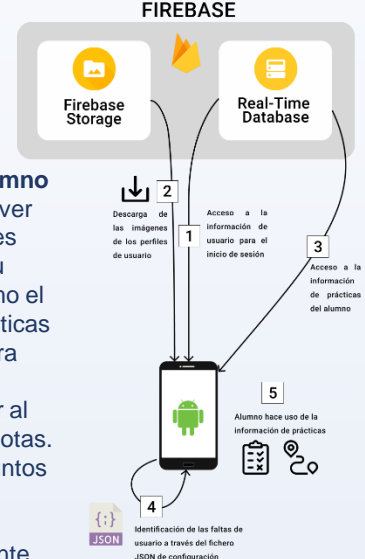 FIREBASE
Firebase
Storage
Real-Time
Database
umno
ver
es
u
no el
ticas
ra
r al
otas.
ntos
nte
2
Descarga de
las imágenes
de los perfiles
de usuario
1
Acceso a la
información de
usuario para el
inicio de sesión
3
Acceso a la
información
de prácticas
del alumno
5
Alumno hace uso de la
información de prácticas
4
{;}
JSON
Identificación de las faltas de
usuario a través del fichero
JSON de configuración